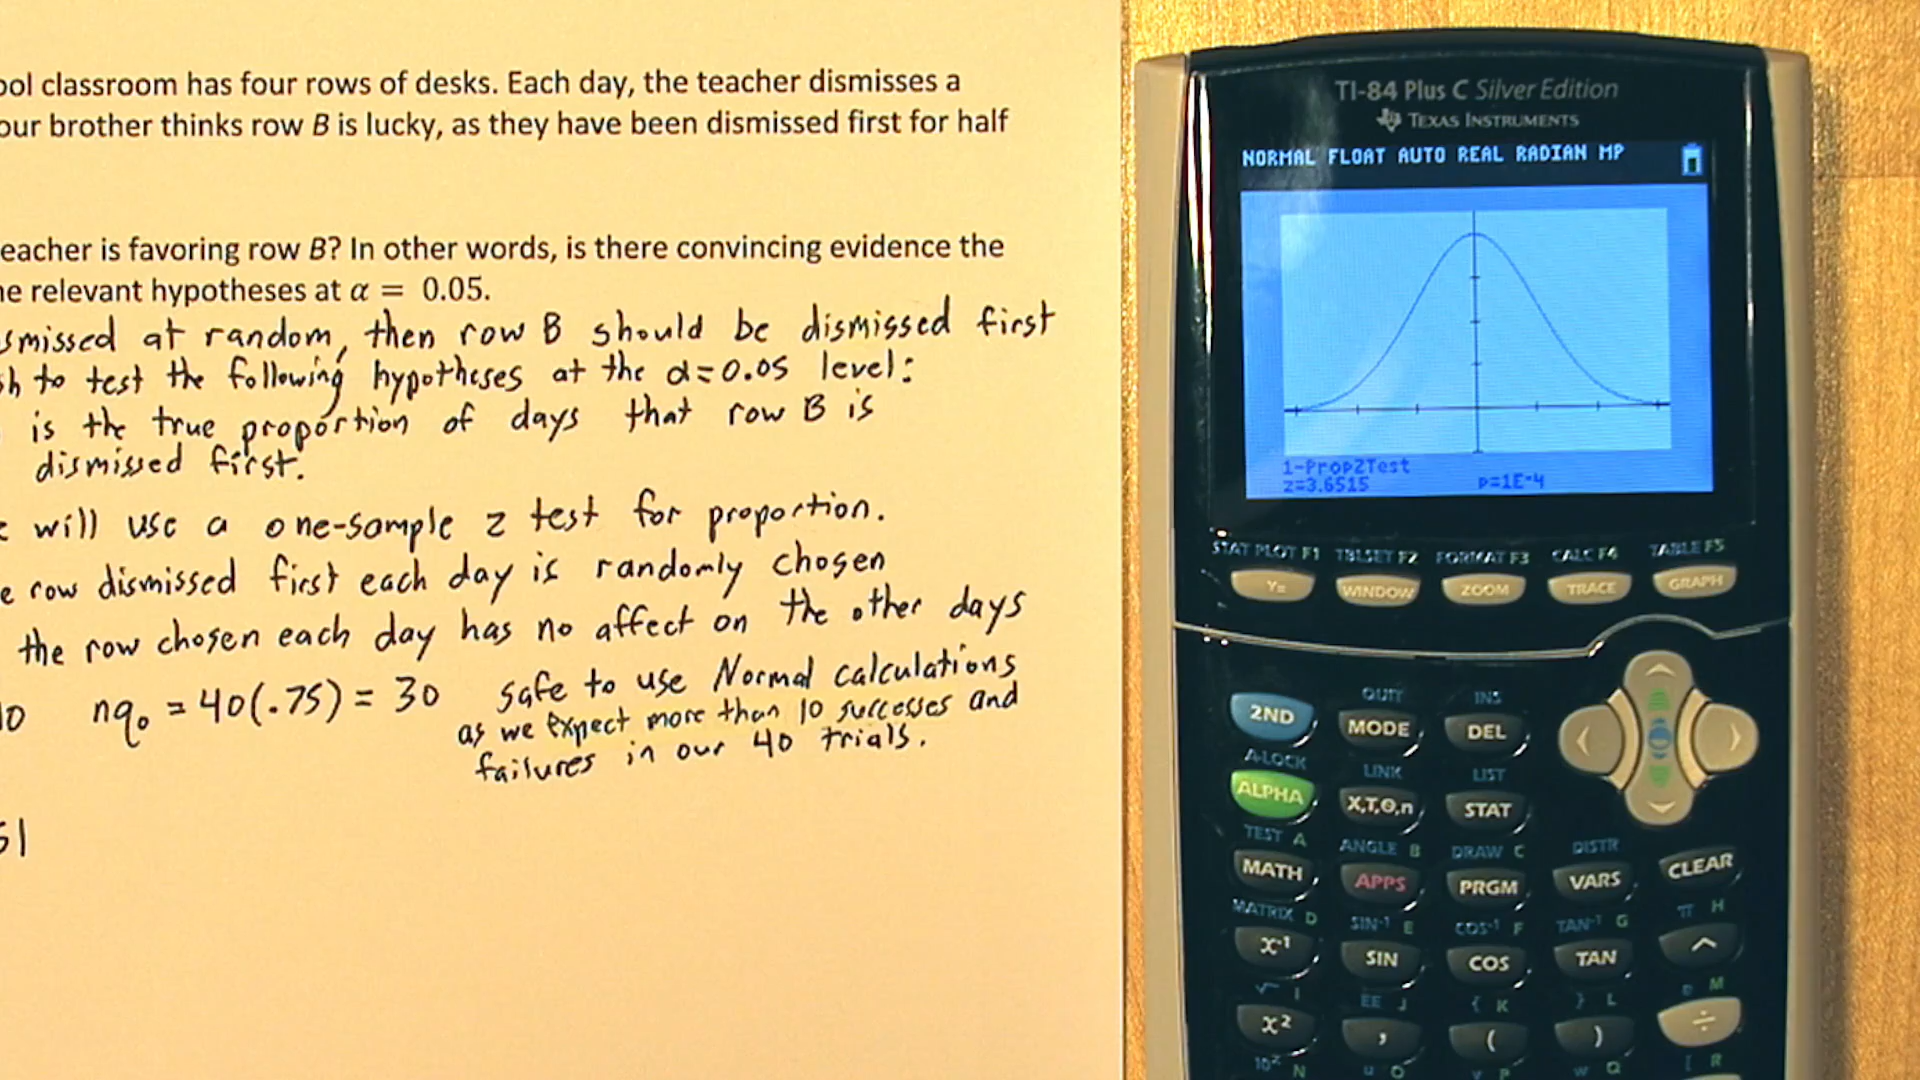 ool classroom has four rows of desks. Each day, the teacher dismisses a
our brother thinks row B is lucky, as they have been dismissed first for half
eacher is favoring row B? In other words, is there convincing evidence the
he relevant hypotheses at α = 0.05.
smissed at random, then row B should be dismissed first
sh to test the following hypotheses at the α=0.05 level:
is the true proportion of days that row B is
dismissed first.
e will use a one-sample z test for proportion.
e row dismissed first each day is randomly chosen
the row chosen each day has no affect on the other days
10 nq₀ = 40(.75) = 30 safe to use Normal calculations
as we expect more than 10 successes and
failures in our 40 trials.
51
TI-84 Plus C Silver Edition
TEXAS INSTRUMENTS
NORMAL FLOAT AUTO REAL RADIAN MP
1-PropZTest
z=3.6515 p=1E-4
STAT PLOT F1 TBLSET F2 FORMAT F3 CALC F4 TABLE F5
Y= WINDOW ZOOM TRACE GRAPH
QUIT INS
2ND MODE DEL
A-LOCK LINK LIST
ALPHA X,T,Θ,n STAT
TEST A ANGLE B DRAW C DISTR
MATH APPS PRGM VARS CLEAR
MATRIX D SIN⁻¹ E COS⁻¹ F TAN⁻¹ G π H
x⁻¹ SIN COS TAN ^
√ I EE J { K } L e M
x² , ( ) ÷
10ˣ N u O v P w Q [ R